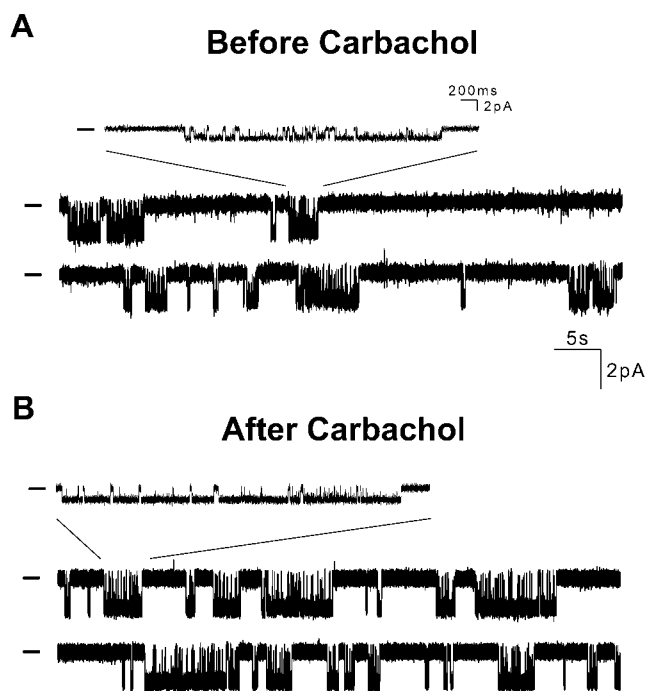 A
Before Carbachol
200ms
2pA
5s
2pA
B
After Carbachol